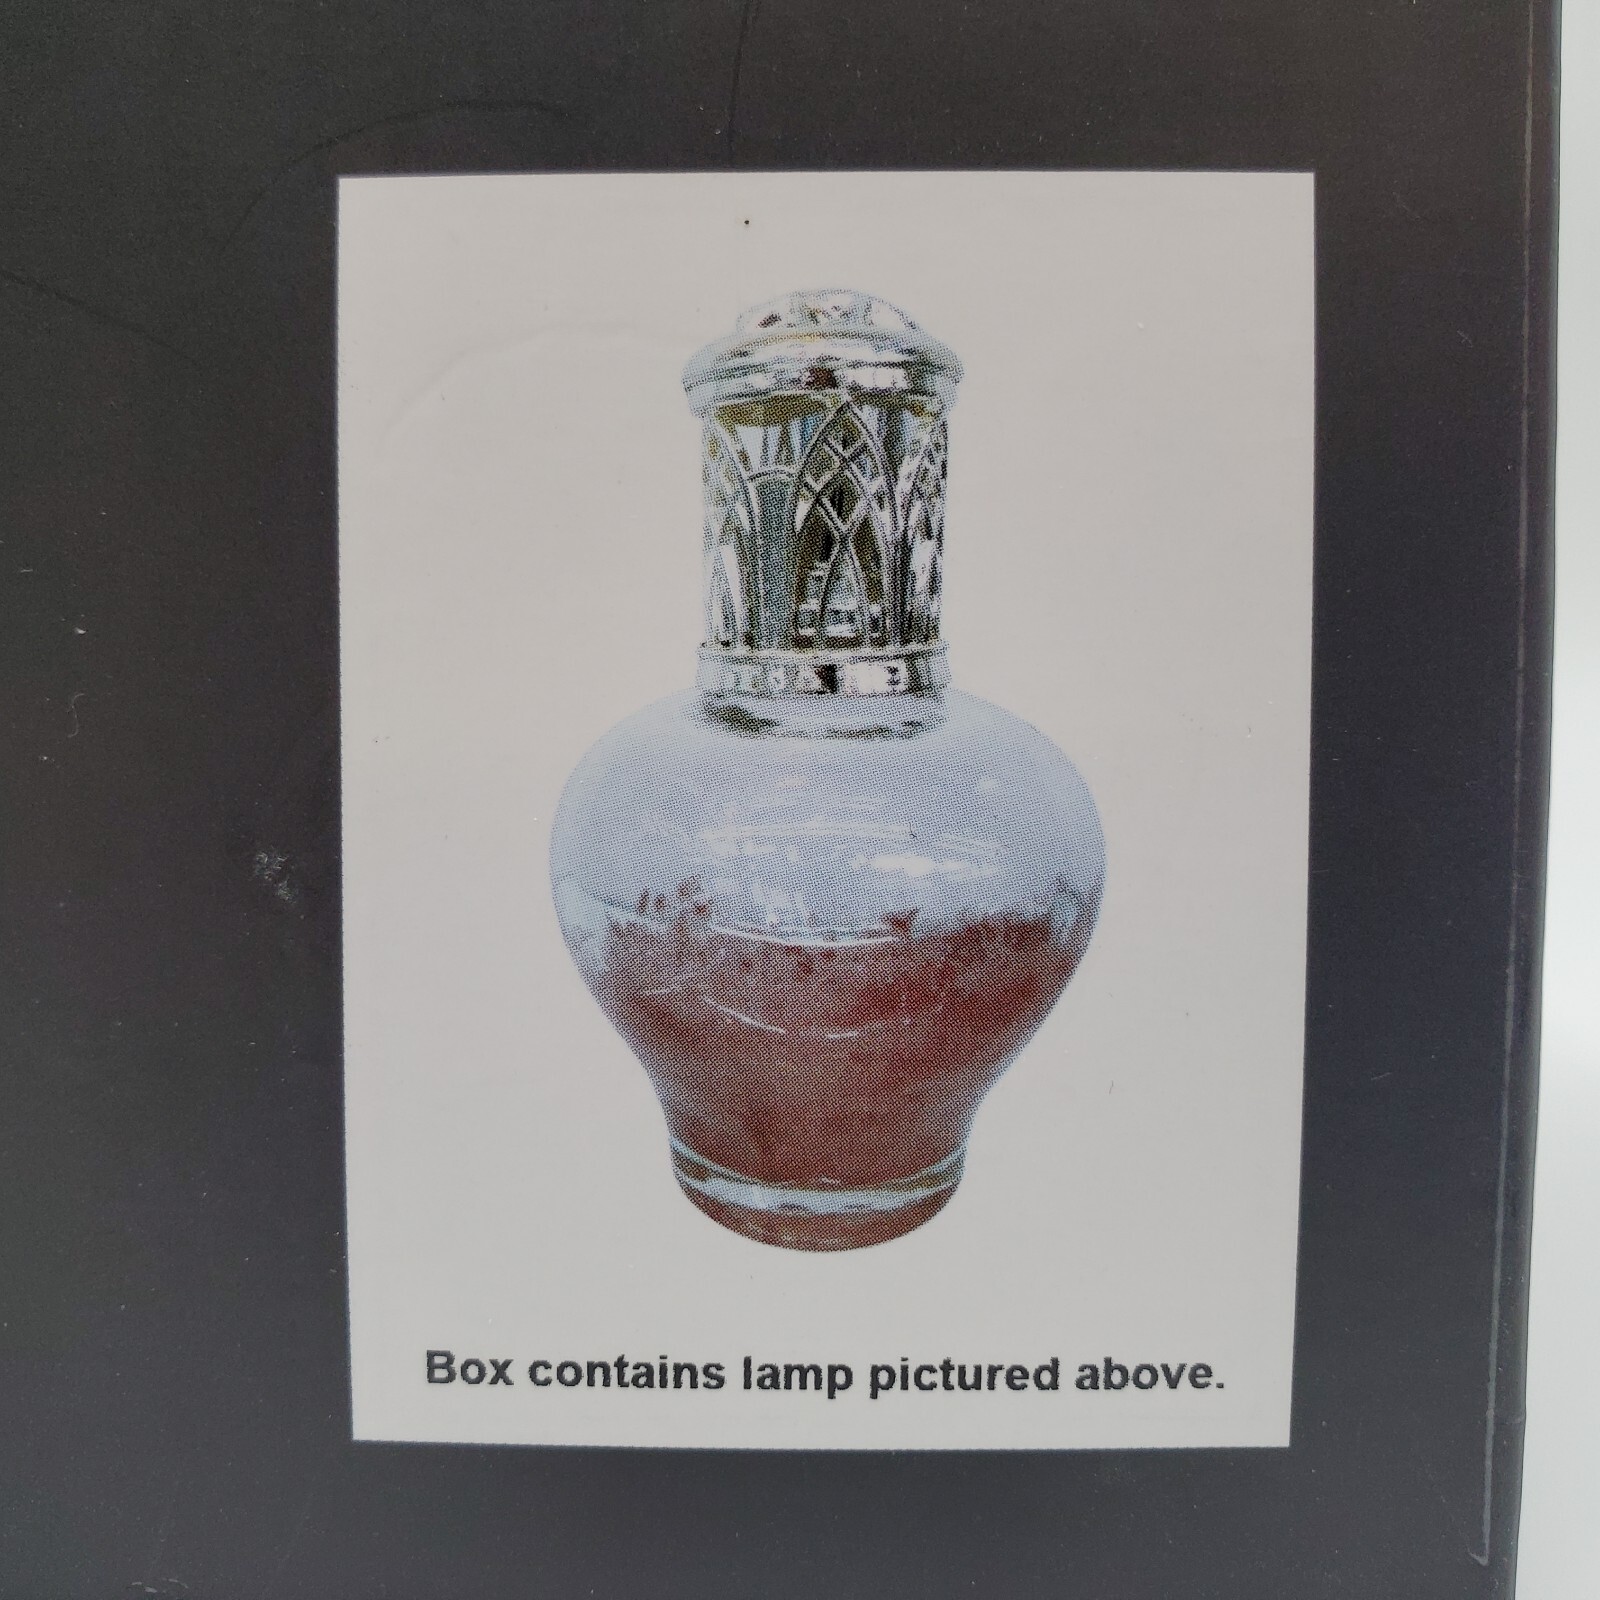 Box contains lamp pictured above.